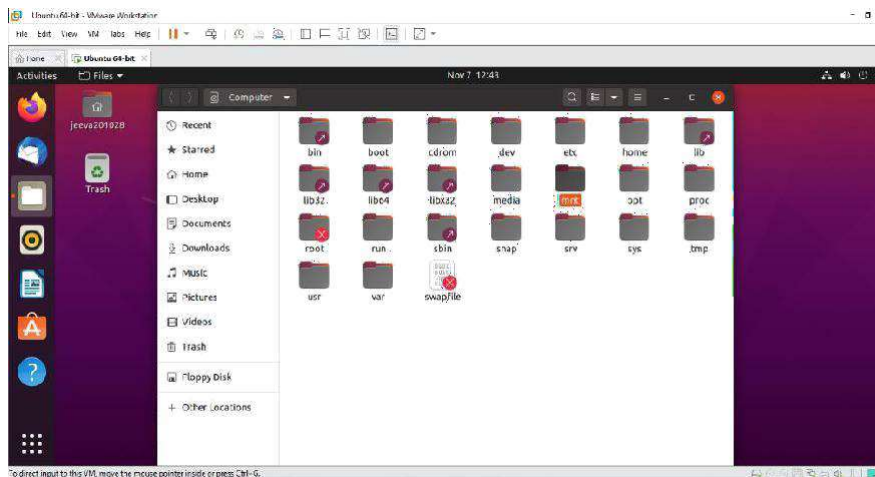 Ubuntu 64-bit - VMware Workstation
File Edit View VM Tabs Help
Home
Ubuntu 64-bit
Activities
Files
Nov 7 12:43
jeeva201028
Trash
Computer
Recent
Starred
Home
Desktop
Documents
Downloads
Music
Pictures
Videos
Trash
Floppy Disk
+ Other Locations
bin boot cdrom dev etc home lib
lib32 lib64 libx32 media mnt opt proc
root run sbin snap srv sys tmp
usr var swapfile
To direct input to this VM, move the mouse pointer inside or press Ctrl+G.